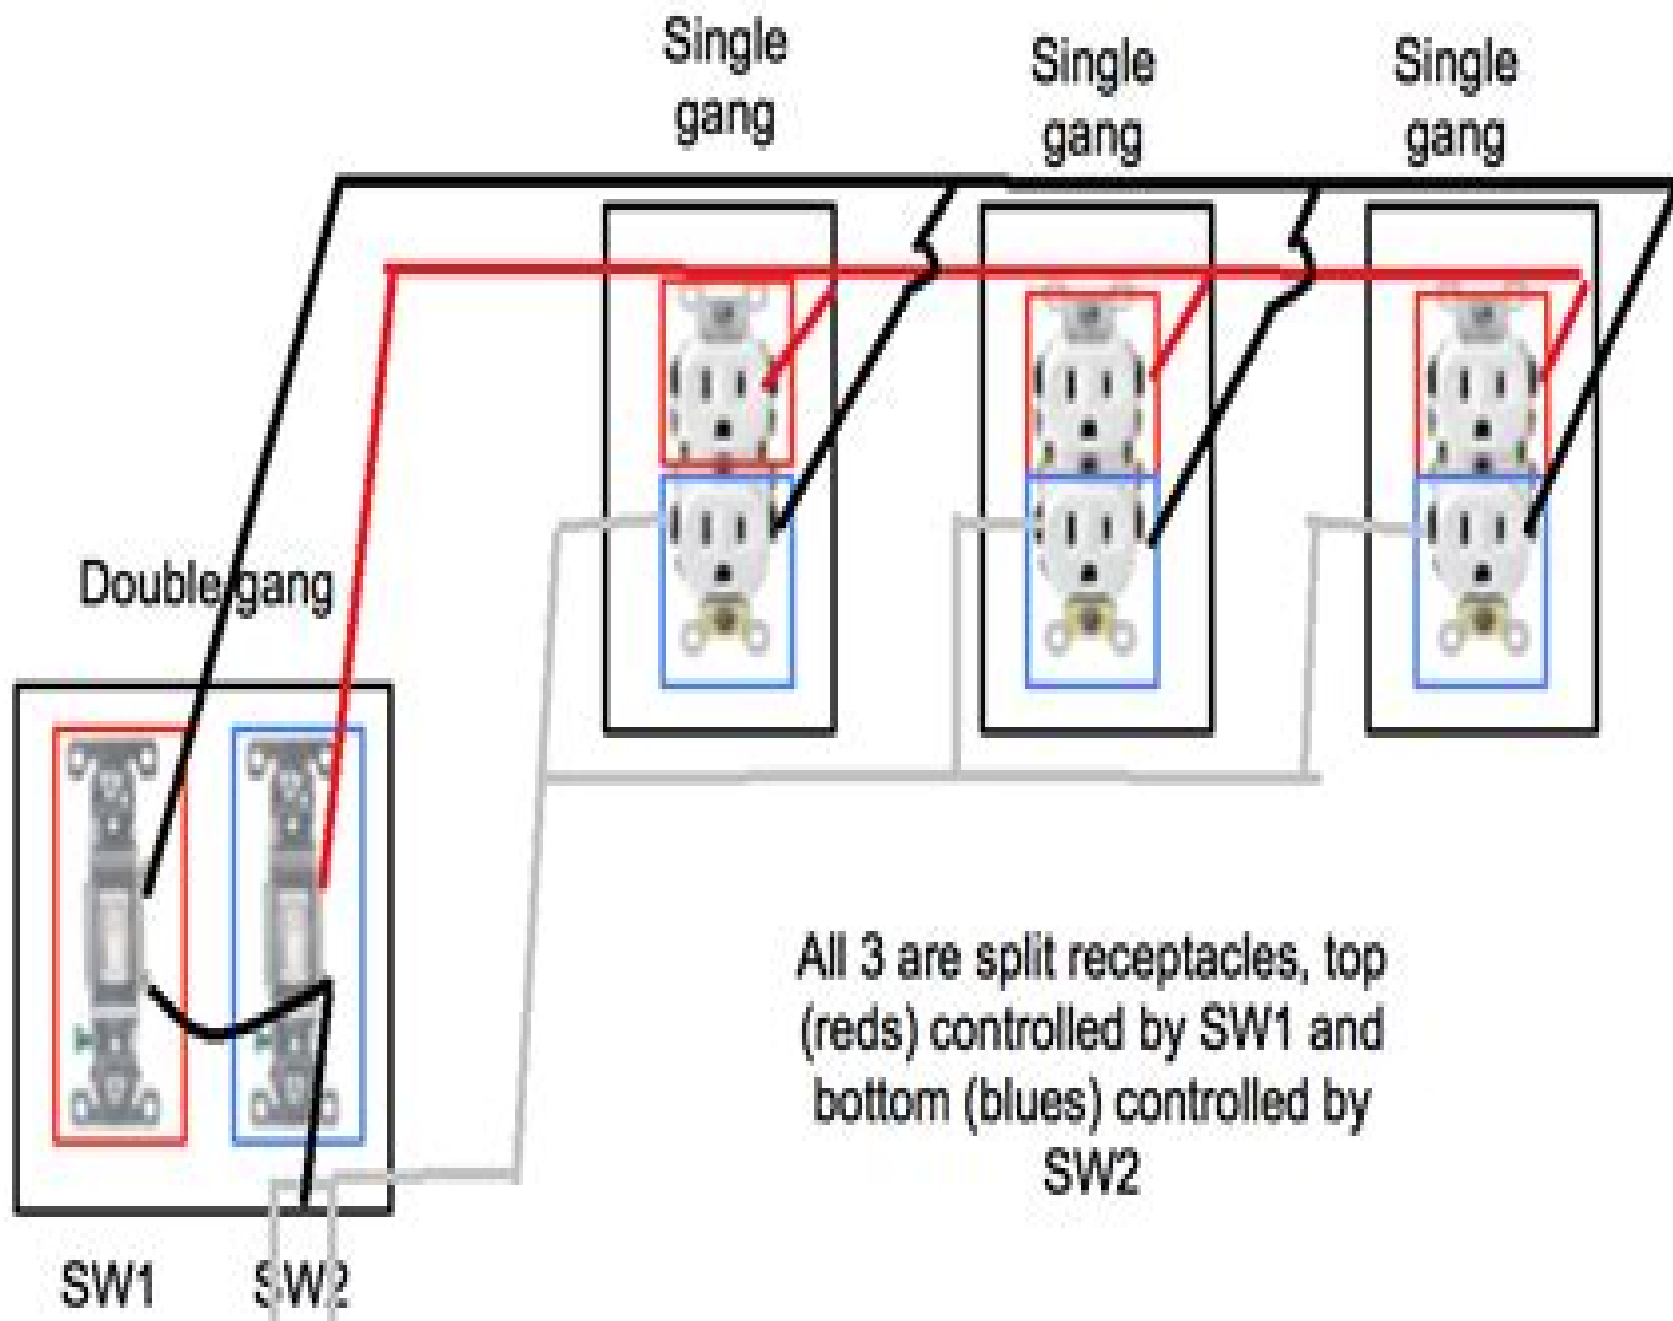 Single
gang
Single
gang
Single
gang
Double gang
All 3 are split receptacles, top
(reds) controlled by SW1 and
bottom (blues) controlled by
SW2
SW1
SW2